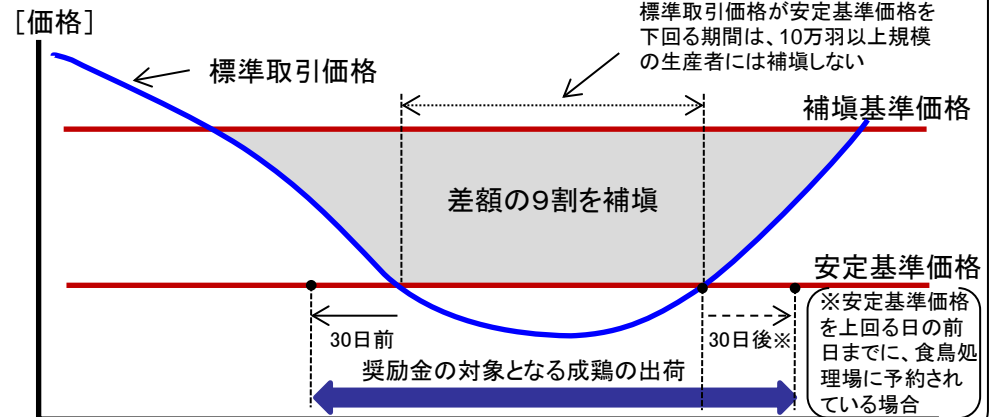 [価格]
標準取引価格が安定基準価格を
下回る期間は、10万羽以上規模
の生産者には補塡しない
標準取引価格
補塡基準価格
差額の9割を補塡
安定基準価格
30日前
30日後※
※安定基準価格
を上回る日の前
日までに、食鳥処
理場に予約され
ている場合
奨励金の対象となる成鶏の出荷